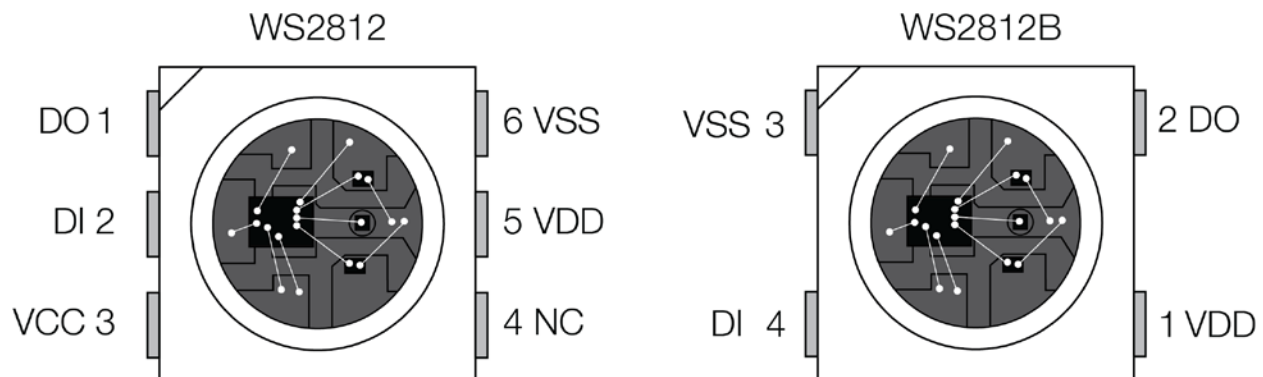 WS2812
DO 1
6 VSS
DI 2
5 VDD
VCC 3
4 NC
WS2812B
VSS 3
2 DO
DI 4
1 VDD